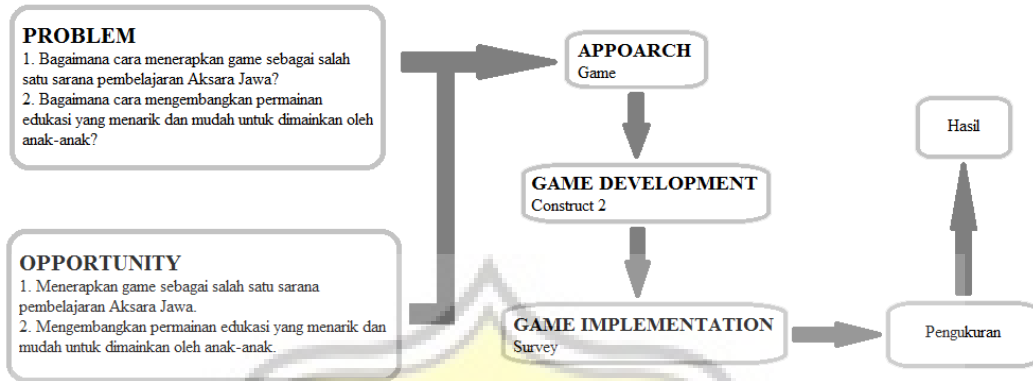 PROBLEM
1. Bagaimana cara menerapkan game sebagai salah
satu sarana pembelajaran Aksara Jawa?
2. Bagaimana cara mengembangkan permainan
edukasi yang menarik dan mudah untuk dimainkan oleh
anak-anak?
OPPORTUNITY
1. Menerapkan game sebagai salah satu sarana
pembelajaran Aksara Jawa.
2. Mengembangkan permainan edukasi yang menarik dan
mudah untuk dimainkan oleh anak-anak.
APPOARCH
Game
GAME DEVELOPMENT
Construct 2
GAME IMPLEMENTATION
Survey
Pengukuran
Hasil